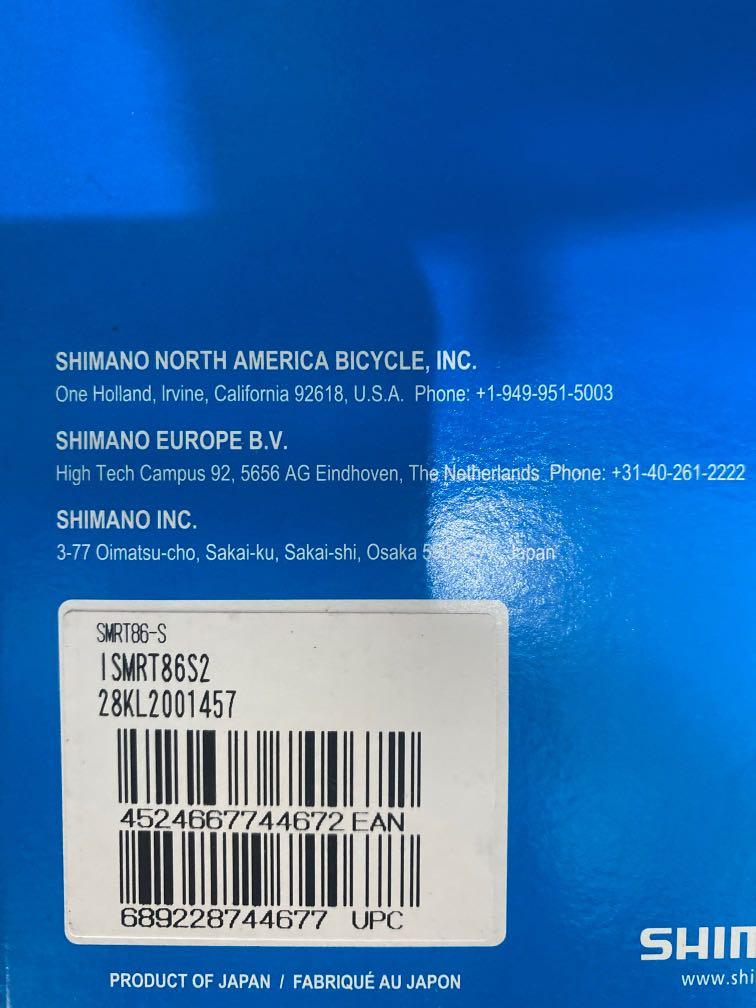 SHIMANO NORTH AMERICA BICYCLE, INC.
One Holland, Irvine, California 92618, U.S.A. Phone: +1-949-951-5003
SHIMANO EUROPE B.V.
High Tech Campus 92, 5656 AG Eindhoven, The Netherlands Phone: +31-40-261-2222
SHIMANO INC.
3-77 Oimatsu-cho, Sakai-ku, Sakai-shi, Osaka Japan
SMRT86-S
ISMRT86S2
28KL2001457
4524667744672 EAN
689228744677 UPC
SHIM
www.shi
PRODUCT OF JAPAN / FABRIQUÉ AU JAPON